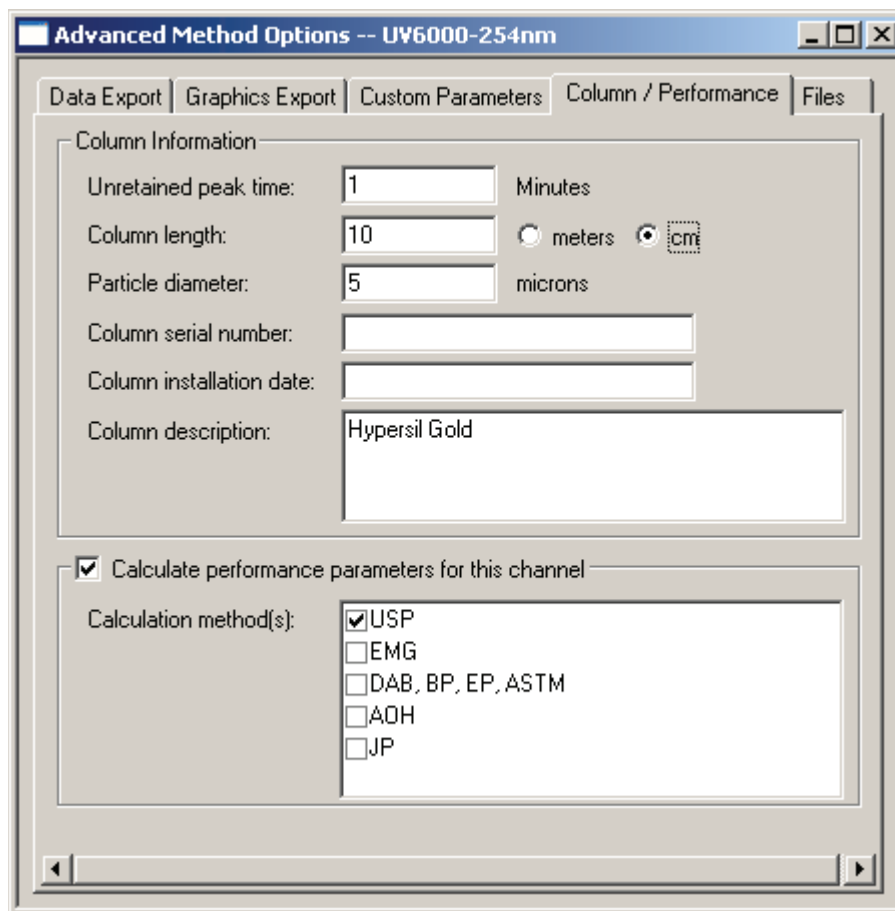 Advanced Method Options -- UV6000-254nm
Data Export Graphics Export Custom Parameters Column / Performance Files
Column Information
Unretained peak time: 1 Minutes
Column length: 10 meters cm
Particle diameter: 5 microns
Column serial number:
Column installation date:
Column description: Hypersil Gold
Calculate performance parameters for this channel
Calculation method(s): USP
EMG
DAB, BP, EP, ASTM
AOH
JP